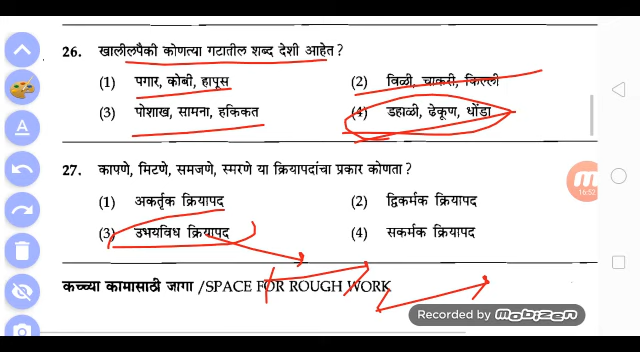 26. खालीलपैकी कोणत्या गटातील शब्द देशी आहेत ?
(1) पगार, कोबी, हापूस (2) विळी, चाकरी, किल्ली
(3) पोशाख, सामना, हकिकत (4) डहाळी, ढेकूण, धोंडा
27. कापणे, मिटणे, समजणे, स्मरणे या क्रियापदांचा प्रकार कोणता ?
(1) अकर्तृक क्रियापद (2) द्विकर्मक क्रियापद
(3) उभयविध क्रियापद (4) सकर्मक क्रियापद
कच्च्या कामासाठी जागा /SPACE FOR ROUGH WORK
16:52
Recorded by mobizen